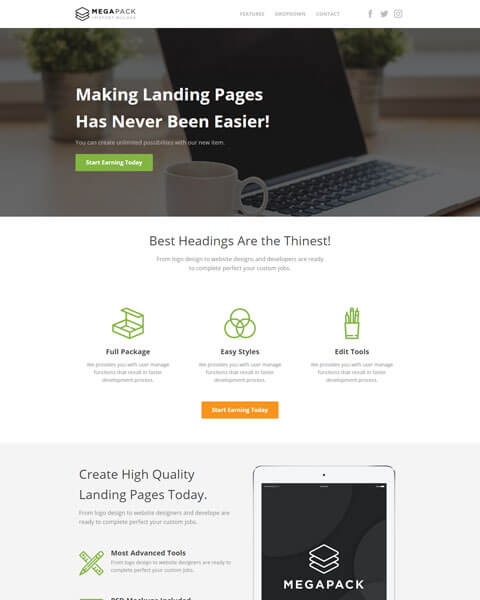 MEGAPACK
FEATURES DROPDOWN CONTACT
Making Landing Pages
Has Never Been Easier!
You can create unlimited possibilities with our new item.
Start Earning Today
Best Headings Are the Thinest!
From logo design to website designs and developers are ready
to complete perfect your custom jobs.
Full Package
We provides you with user manage
functions that result in faster
development process.
Easy Styles
We provides you with user manage
functions that result in faster
development process.
Edit Tools
We provides you with user manage
functions that result in faster
development process.
Start Earning Today
Create High Quality
Landing Pages Today.
From logo design to website designers and develope are
ready to complete perfect your custom jobs.
Most Advanced Tools
From logo design to website designers are ready to
complete perfect your custom jobs.
MEGAPACK